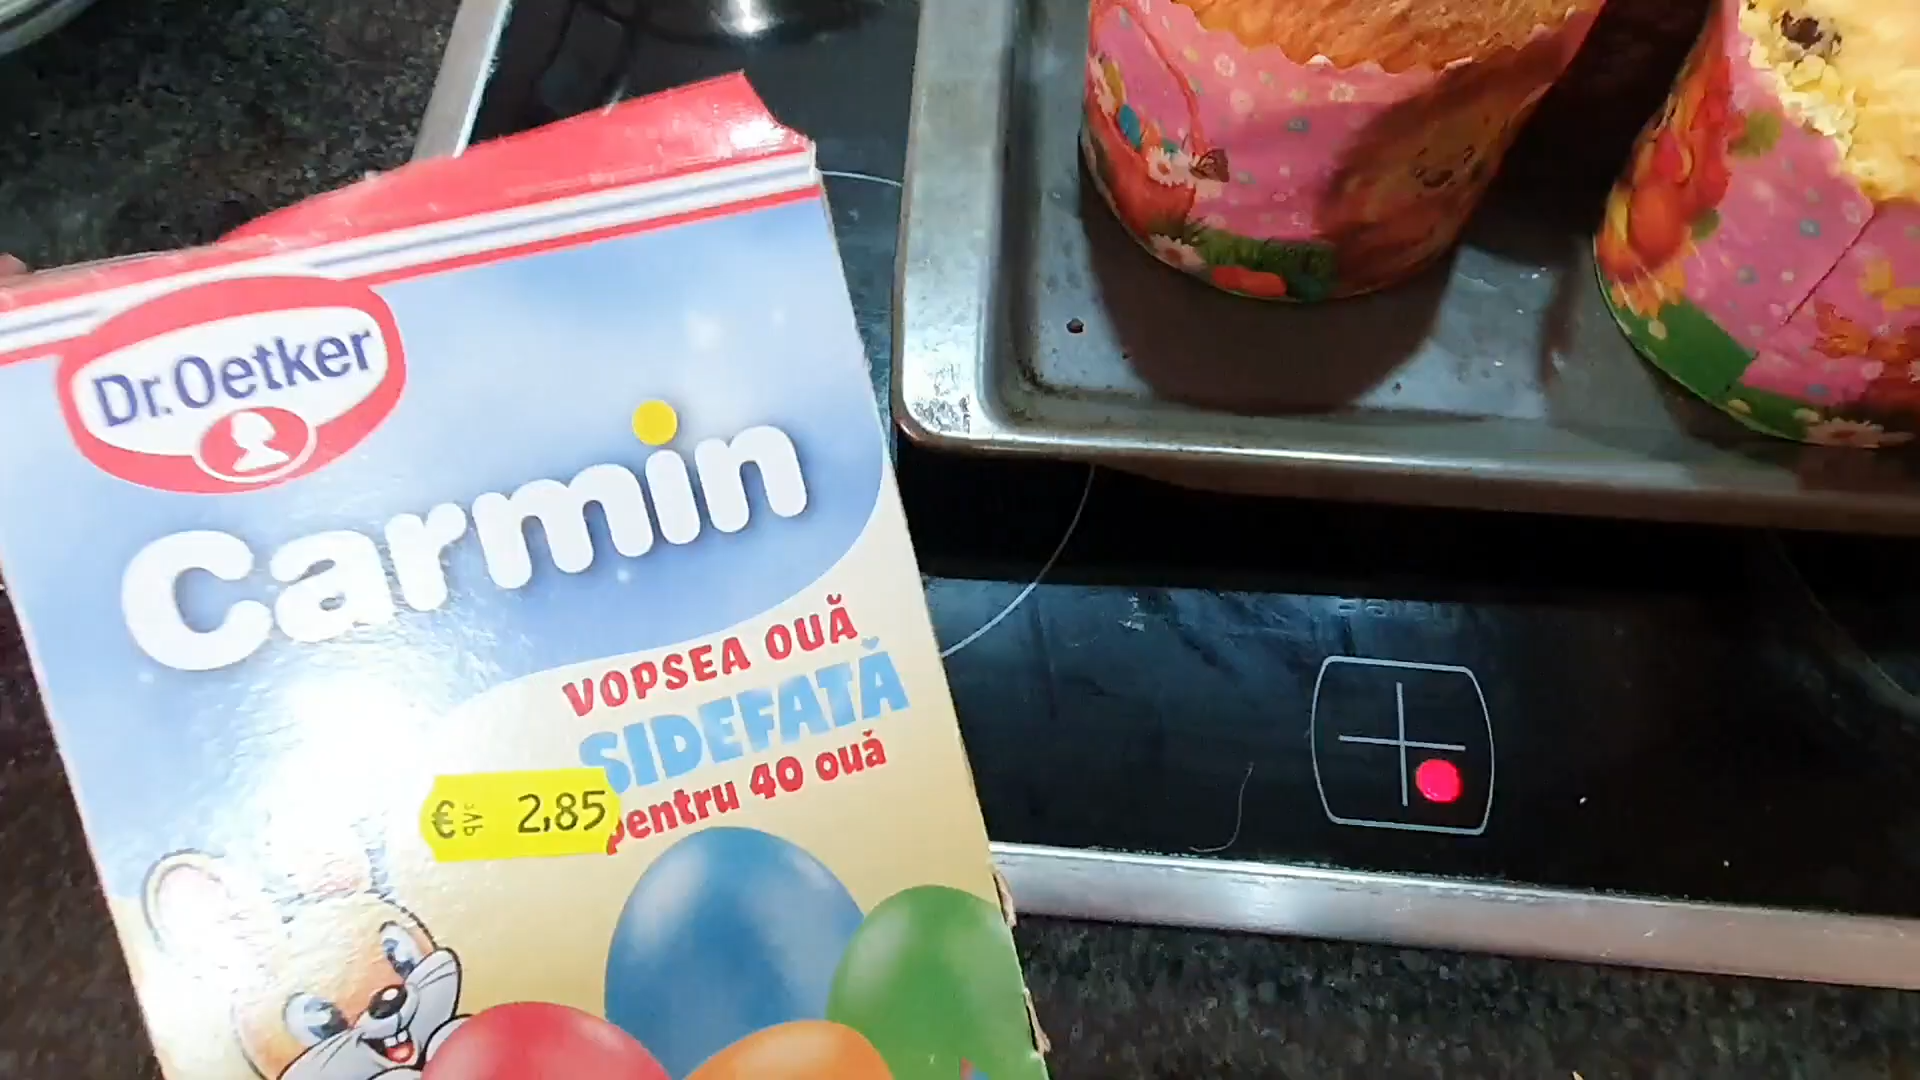 Dr.Oetker
Carmin
VOPSEA OUĂ
SIDEFATĂ
pentru 40 ouă
€ 2,85